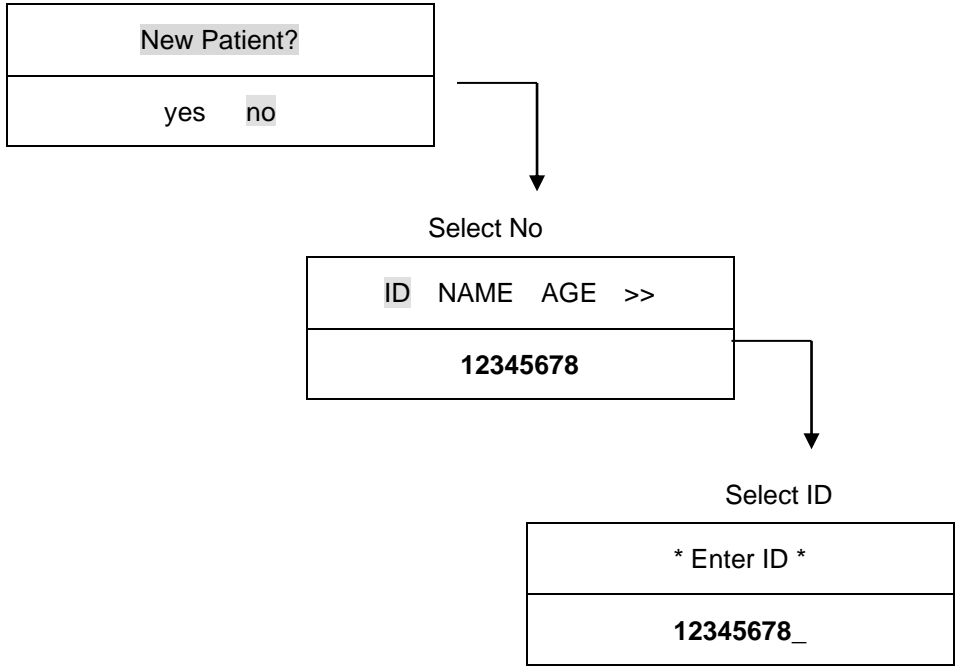 New Patient?
yes no
Select No
ID NAME AGE >>
12345678
Select ID
* Enter ID *
12345678_